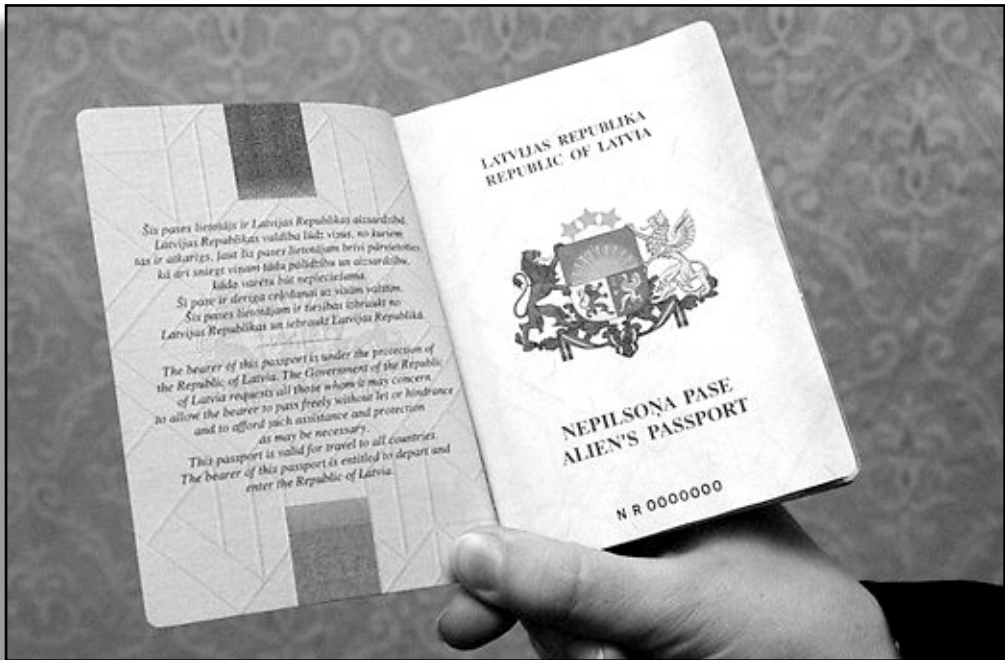 Šīs pases lietotājs ir Latvijas Republikas aizsardzībā.
Latvijas Republikas valdība lūdz visus, no kuriem
tas ir atkarīgs, ļaut šīs pases lietotājam brīvi pārvietoties,
kā arī sniegt viņam tādu palīdzību un aizsardzību,
kāda varētu būt nepieciešama.
Šī pase ir derīga ceļošanai uz visām valstīm.
Šīs pases lietotājam ir tiesības izbraukt no
Latvijas Republikas un iebraukt Latvijas Republikā.
The bearer of this passport is under the protection of
the Republic of Latvia. The Government of the Republic
of Latvia requests all those whom it may concern
to allow the bearer to pass freely without let or hindrance
and to afford such assistance and protection
as may be necessary.
This passport is valid for travel to all countries.
The bearer of this passport is entitled to depart and
enter the Republic of Latvia.
LATVIJAS REPUBLIKA
REPUBLIC OF LATVIA
NEPILSOŅA PASE
ALIEN'S PASSPORT
N R 0000000